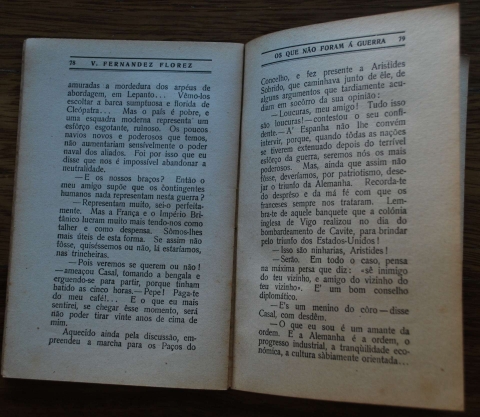 78 V. FERNANDEZ FLOREZ
amuradas a mordedura dos arpéus de
abordagem, em Lepanto... Vêmo-los
escoltar a barca sumptuosa e florida de
Cleópatra... Mas o país é pobre, e
uma esquadra moderna representa um
esfôrço esgotante, ruinoso. Os poucos
navios novos e poderosos que temos,
não aumentariam sensívelmente o poder
naval dos aliados. Foi por isso que eu
disse que nos é impossível abandonar a
neutralidade.
— E os nossos braços? Então o
meu amigo supõe que os contingentes
humanos nada representam nesta guerra?
— Representam muito, sei-o perfeita-
mente. Mas a França e o Império Bri-
tânico lucram muito mais tendo-nos como
talher e como despensa. Sômos-lhes
mais úteis desta forma. Se assim não
fôsse, quiséssemos ou não, lá estaríamos,
nas trincheiras.
— Pois veremos se querem ou não!
— ameaçou Casal, tomando a bengala e
erguendo-se para partir, porque tinham
batido as cinco horas. — Pepe! Paga-te
do meu café!... E o que eu mais
sentirei, se chegar êsse momento, será
não poder tirar vinte anos de cima de
mim.
Aquecido ainda pela discussão, em-
preendeu a marcha para os Paços do
OS QUE NÃO FORAM Á GUERRA 79
Concelho, e fez presente a Aristides
Sobrido, que caminhava junto dêle, de
alguns argumentos que tardiamente acu-
diam em socorro da sua opinião:
— Loucuras, meu amigo! Tudo isso
são loucuras! — contestou o seu confi-
dente. — A' Espanha não lhe convém
intervir, porque, quando tôdas as nações
se tiverem extenuado depois do terrível
esfôrço da guerra, seremos nós os mais
poderosos. Mas, ainda que assim não
fôsse, deveríamos, por patriotismo, dese-
jar o triunfo da Alemanha. Recorda-te
do desprêso e da má fé com que os
franceses sempre nos trataram. Lem-
bra-te de aquele banquete que a colónia
inglesa de Vigo realizou no dia do
bombardeamento de Cavite, para brindar
pelo triunfo dos Estados-Unidos!
— Isso são ninharias, Aristides!
— Serão. Em todo o caso, pensa
na máxima persa que diz: «sê inimigo
do teu vizinho, e amigo do vizinho do
teu vizinho». E' um bom conselho
diplomático.
— E's um menino do côro — disse
Casal, com desdêm.
— O que eu sou é um amante da
ordem. E a Alemanha é a ordem, o
progresso industrial, a tranqüilidade eco-
nómica, a cultura sàbiamente orientada...